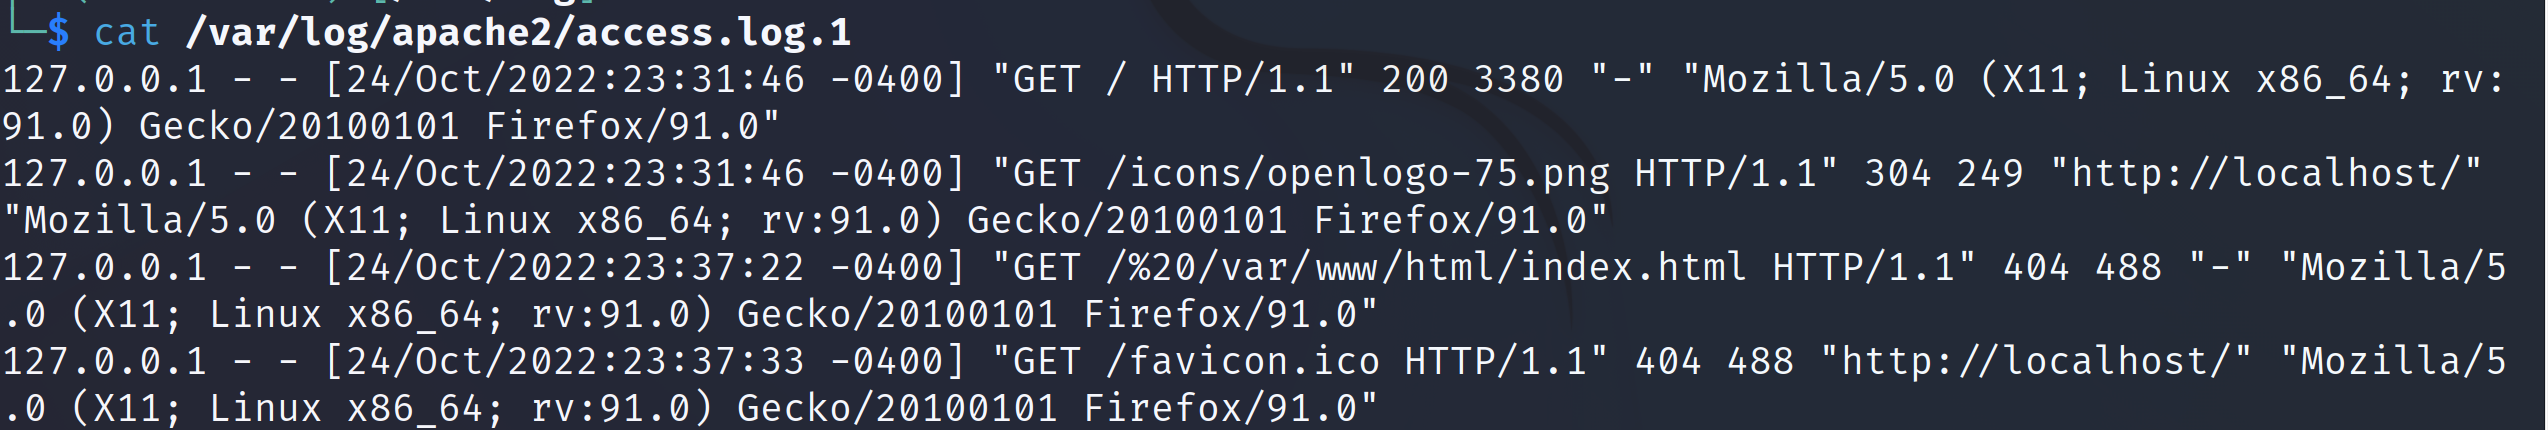 └─$ cat /var/log/apache2/access.log.1
127.0.0.1 - - [24/Oct/2022:23:31:46 -0400] "GET / HTTP/1.1" 200 3380 "-" "Mozilla/5.0 (X11; Linux x86_64; rv:
91.0) Gecko/20100101 Firefox/91.0"
127.0.0.1 - - [24/Oct/2022:23:31:46 -0400] "GET /icons/openlogo-75.png HTTP/1.1" 304 249 "http://localhost/"
"Mozilla/5.0 (X11; Linux x86_64; rv:91.0) Gecko/20100101 Firefox/91.0"
127.0.0.1 - - [24/Oct/2022:23:37:22 -0400] "GET /%20/var/www/html/index.html HTTP/1.1" 404 488 "-" "Mozilla/5
.0 (X11; Linux x86_64; rv:91.0) Gecko/20100101 Firefox/91.0"
127.0.0.1 - - [24/Oct/2022:23:37:33 -0400] "GET /favicon.ico HTTP/1.1" 404 488 "http://localhost/" "Mozilla/5
.0 (X11; Linux x86_64; rv:91.0) Gecko/20100101 Firefox/91.0"